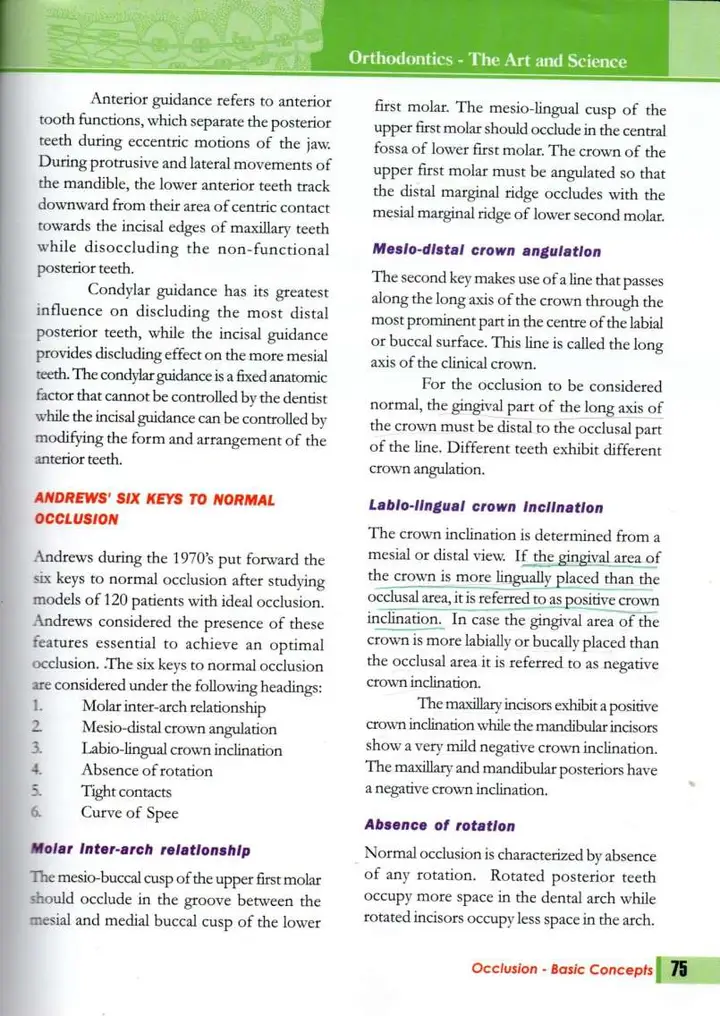 Orthodontics - The Art and Science
Anterior guidance refers to anterior
tooth functions, which separate the posterior
teeth during eccentric motions of the jaw.
During protrusive and lateral movements of
the mandible, the lower anterior teeth track
downward from their area of centric contact
towards the incisal edges of maxillary teeth
while disoccluding the non-functional
posterior teeth.
Condylar guidance has its greatest
influence on discluding the most distal
posterior teeth, while the incisal guidance
provides discluding effect on the more mesial
teeth. The condylar guidance is a fixed anatomic
factor that cannot be controlled by the dentist
while the incisal guidance can be controlled by
modifying the form and arrangement of the
anterior teeth.
ANDREWS' SIX KEYS TO NORMAL
OCCLUSION
Andrews during the 1970's put forward the
six keys to normal occlusion after studying
models of 120 patients with ideal occlusion.
Andrews considered the presence of these
features essential to achieve an optimal
occlusion. .The six keys to normal occlusion
are considered under the following headings:
1. Molar inter-arch relationship
2. Mesio-distal crown angulation
3. Labio-lingual crown inclination
4. Absence of rotation
5. Tight contacts
6. Curve of Spee
Molar inter-arch relationship
The mesio-buccal cusp of the upper first molar
should occlude in the groove between the
mesial and medial buccal cusp of the lower
first molar. The mesio-lingual cusp of the
upper first molar should occlude in the central
fossa of lower first molar. The crown of the
upper first molar must be angulated so that
the distal marginal ridge occludes with the
mesial marginal ridge of lower second molar.
Mesio-distal crown angulation
The second key makes use of a line that passes
along the long axis of the crown through the
most prominent part in the centre of the labial
or buccal surface. This line is called the long
axis of the clinical crown.
For the occlusion to be considered
normal, the gingival part of the long axis of
the crown must be distal to the occlusal part
of the line. Different teeth exhibit different
crown angulation.
Labio-lingual crown inclination
The crown inclination is determined from a
mesial or distal view. If the gingival area of
the crown is more lingually placed than the
occlusal area, it is referred to as positive crown
inclination. In case the gingival area of the
crown is more labially or bucally placed than
the occlusal area it is referred to as negative
crown inclination.
The maxillary incisors exhibit a positive
crown inclination while the mandibular incisors
show a very mild negative crown inclination.
The maxillary and mandibular posteriors have
a negative crown inclination.
Absence of rotation
Normal occlusion is characterized by absence
of any rotation. Rotated posterior teeth
occupy more space in the dental arch while
rotated incisors occupy less space in the arch.
Occlusion - Basic Concepts 75